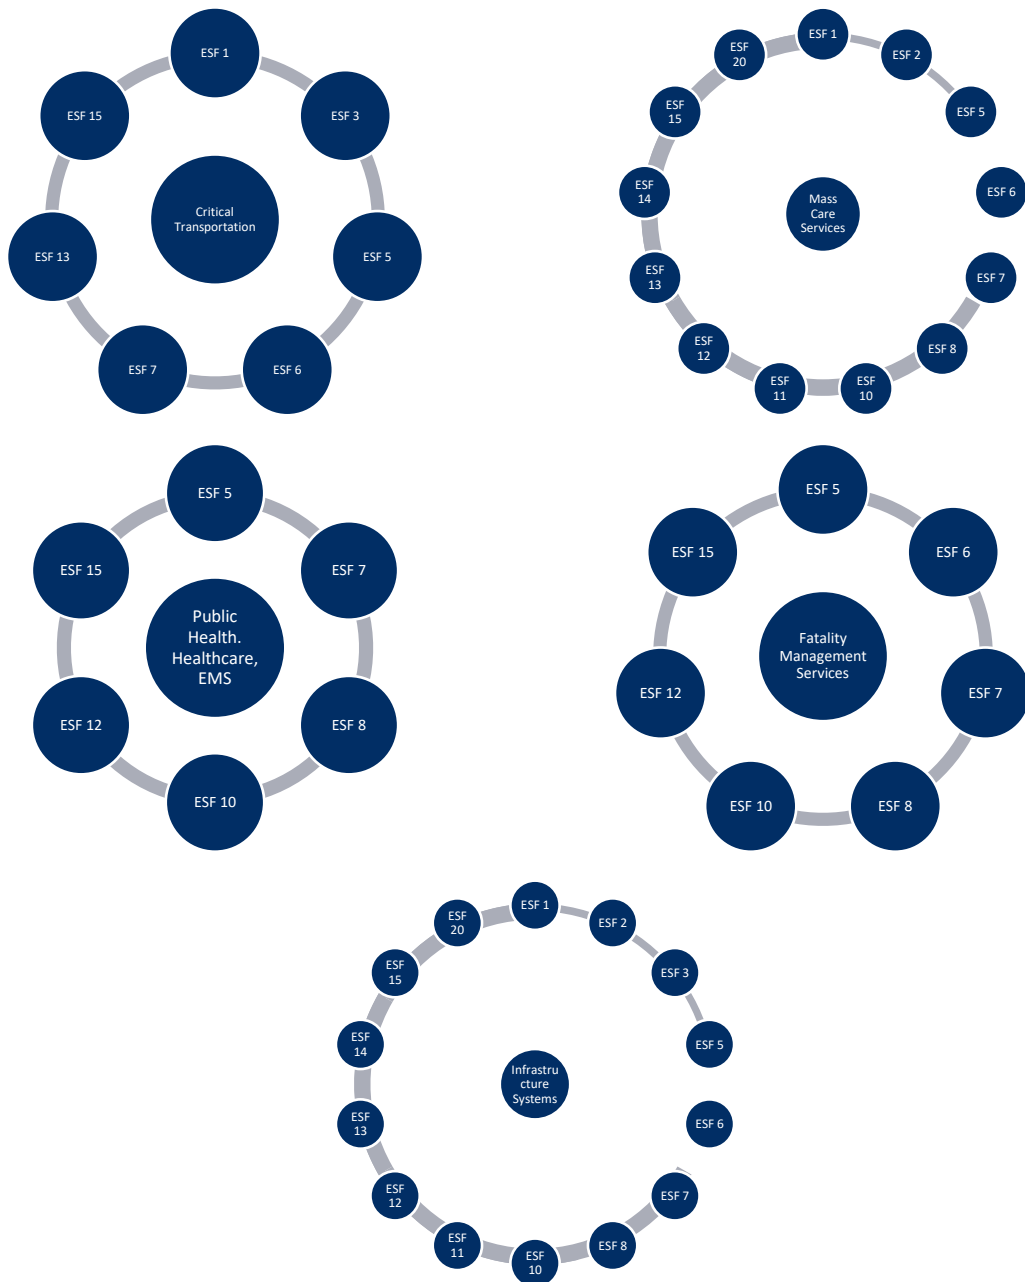 ESF 1
ESF 3
ESF 5
ESF 6
ESF 7
ESF 13
ESF 15
Critical
Transportation
ESF 1
ESF 2
ESF 5
ESF 6
ESF 7
ESF 8
ESF
10
ESF
11
ESF
12
ESF
13
ESF
14
ESF
15
ESF
20
Mass
Care
Services
ESF 5
ESF 7
ESF 8
ESF 10
ESF 12
ESF 15
Public
Health.
Healthcare,
EMS
ESF 5
ESF 6
ESF 7
ESF 8
ESF 10
ESF 12
ESF 15
Fatality
Management
Services
ESF 1
ESF 2
ESF 3
ESF 5
ESF 6
ESF 7
ESF 8
ESF
10
ESF
11
ESF
12
ESF
13
ESF
14
ESF
15
ESF
20
Infrastru
cture
Systems